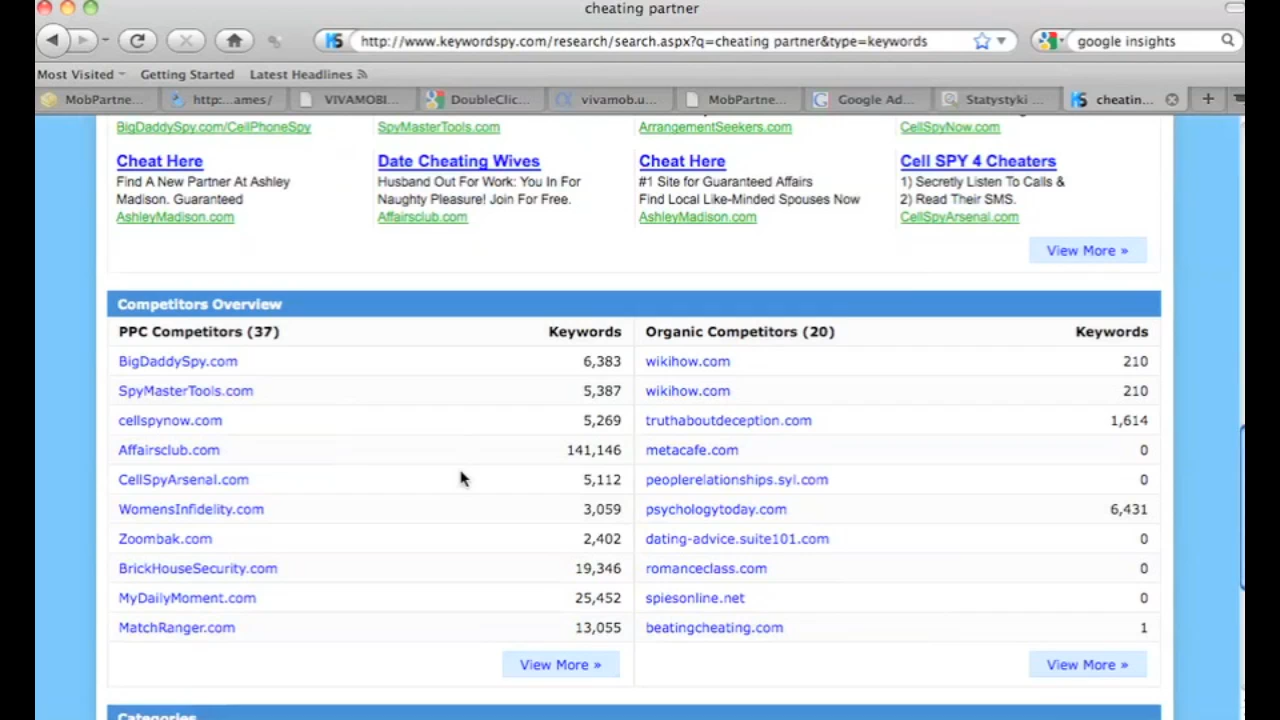 cheating partner
http://www.keywordspy.com/research/search.aspx?q=cheating partner&type=keywords
google insights
Most Visited Getting Started Latest Headlines
MobPartne... http:...ames/ VIVAMOBI... DoubleClic... vivamob.u... MobPartne... Google Ad... Statystyki ... cheatin...
BigDaddySpy.com/CellPhoneSpy SpyMasterTools.com ArrangementSeekers.com CellSpyNow.com
Cheat Here Date Cheating Wives Cheat Here Cell SPY 4 Cheaters
Find A New Partner At Ashley Husband Out For Work: You In For #1 Site for Guaranteed Affairs 1) Secretly Listen To Calls &
Madison. Guaranteed Naughty Pleasure! Join For Free. Find Local Like-Minded Spouses Now 2) Read Their SMS.
AshleyMadison.com Affairsclub.com AshleyMadison.com CellSpyArsenal.com
View More »
Competitors Overview
PPC Competitors (37) Keywords Organic Competitors (20) Keywords
BigDaddySpy.com 6,383 wikihow.com 210
SpyMasterTools.com 5,387 wikihow.com 210
cellspynow.com 5,269 truthaboutdeception.com 1,614
Affairsclub.com 141,146 metacafe.com 0
CellSpyArsenal.com 5,112 peoplerelationships.syl.com 0
WomensInfidelity.com 3,059 psychologytoday.com 6,431
Zoombak.com 2,402 dating-advice.suite101.com 0
BrickHouseSecurity.com 19,346 romanceclass.com 0
MyDailyMoment.com 25,452 spiesonline.net 0
MatchRanger.com 13,055 beatingcheating.com 1
View More » View More »
Categories